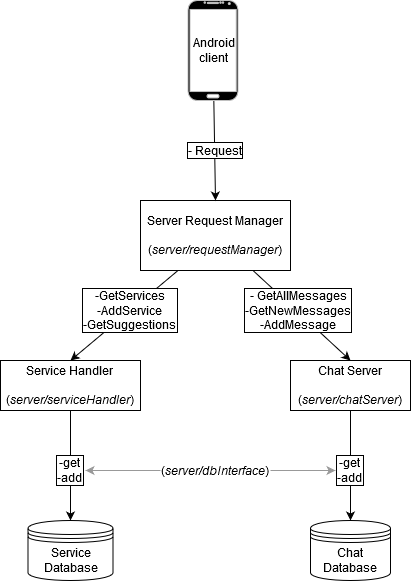 Android
client
- Request
Server Request Manager
(server/requestManager)
-GetServices
-AddService
-GetSuggestions
- GetAllMessages
-GetNewMessages
-AddMessage
Service Handler
(server/serviceHandler)
Chat Server
(server/chatServer)
-get
-add
(server/dbInterface)
-get
-add
Service
Database
Chat
Database